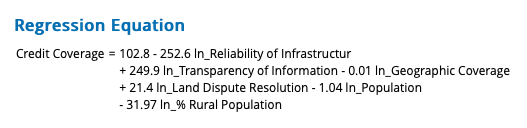 Regression Equation
Credit Coverage = 102.8 - 252.6 ln_Reliability of Infrastructur
+ 249.9 ln_Transparency of Information - 0.01 ln_Geographic Coverage
+ 21.4 ln_Land Dispute Resolution - 1.04 ln_Population
- 31.97 ln_% Rural Population